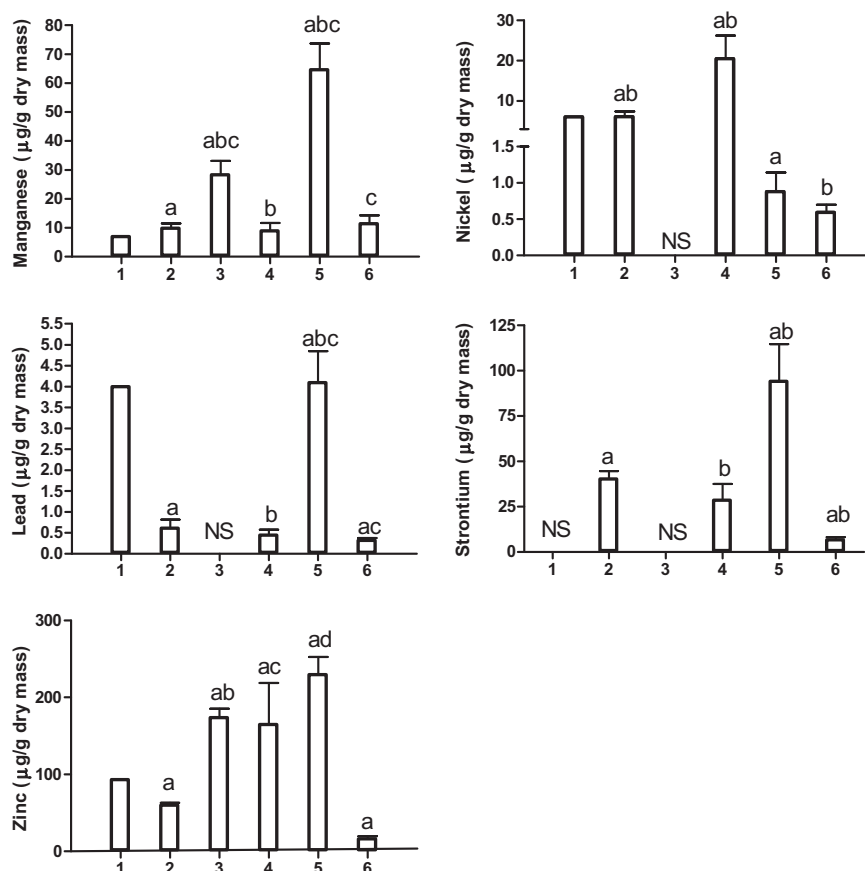 Manganese (μg/g dry mass)
80
70
60
50
40
30
20
10
0
a
abc
b
abc
c
1 2 3 4 5 6
Nickel (μg/g dry mass)
30
20
10
1.5
1.0
0.5
0.0
ab
NS
ab
a
b
1 2 3 4 5 6
Lead (μg/g dry mass)
5.5
5.0
4.5
4.0
3.5
3.0
2.5
2.0
1.5
1.0
0.5
0.0
a
NS
b
abc
ac
1 2 3 4 5 6
Strontium (μg/g dry mass)
125
100
75
50
25
0
NS
a
NS
b
ab
ab
1 2 3 4 5 6
Zinc (μg/g dry mass)
300
200
100
0
a
ab
ac
ad
a
1 2 3 4 5 6